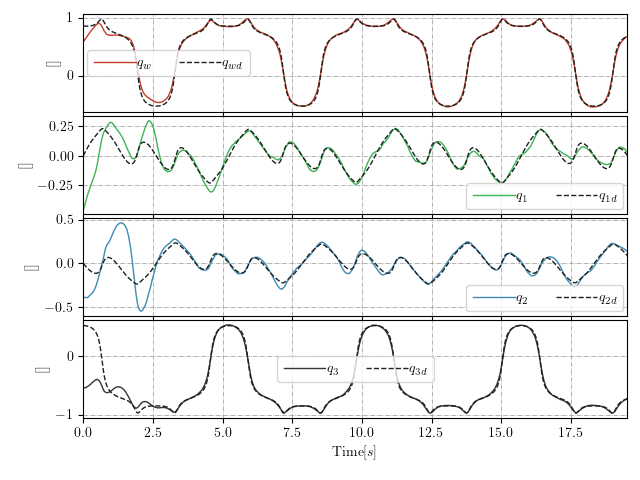 1
0
[]
q_w q_{wd}
0.25
0.00
−0.25
[]
q_1 q_{1d}
0.5
0.0
−0.5
[]
q_2 q_{2d}
0
−1
[]
q_3 q_{3d}
0.0 2.5 5.0 7.5 10.0 12.5 15.0 17.5
Time[s]